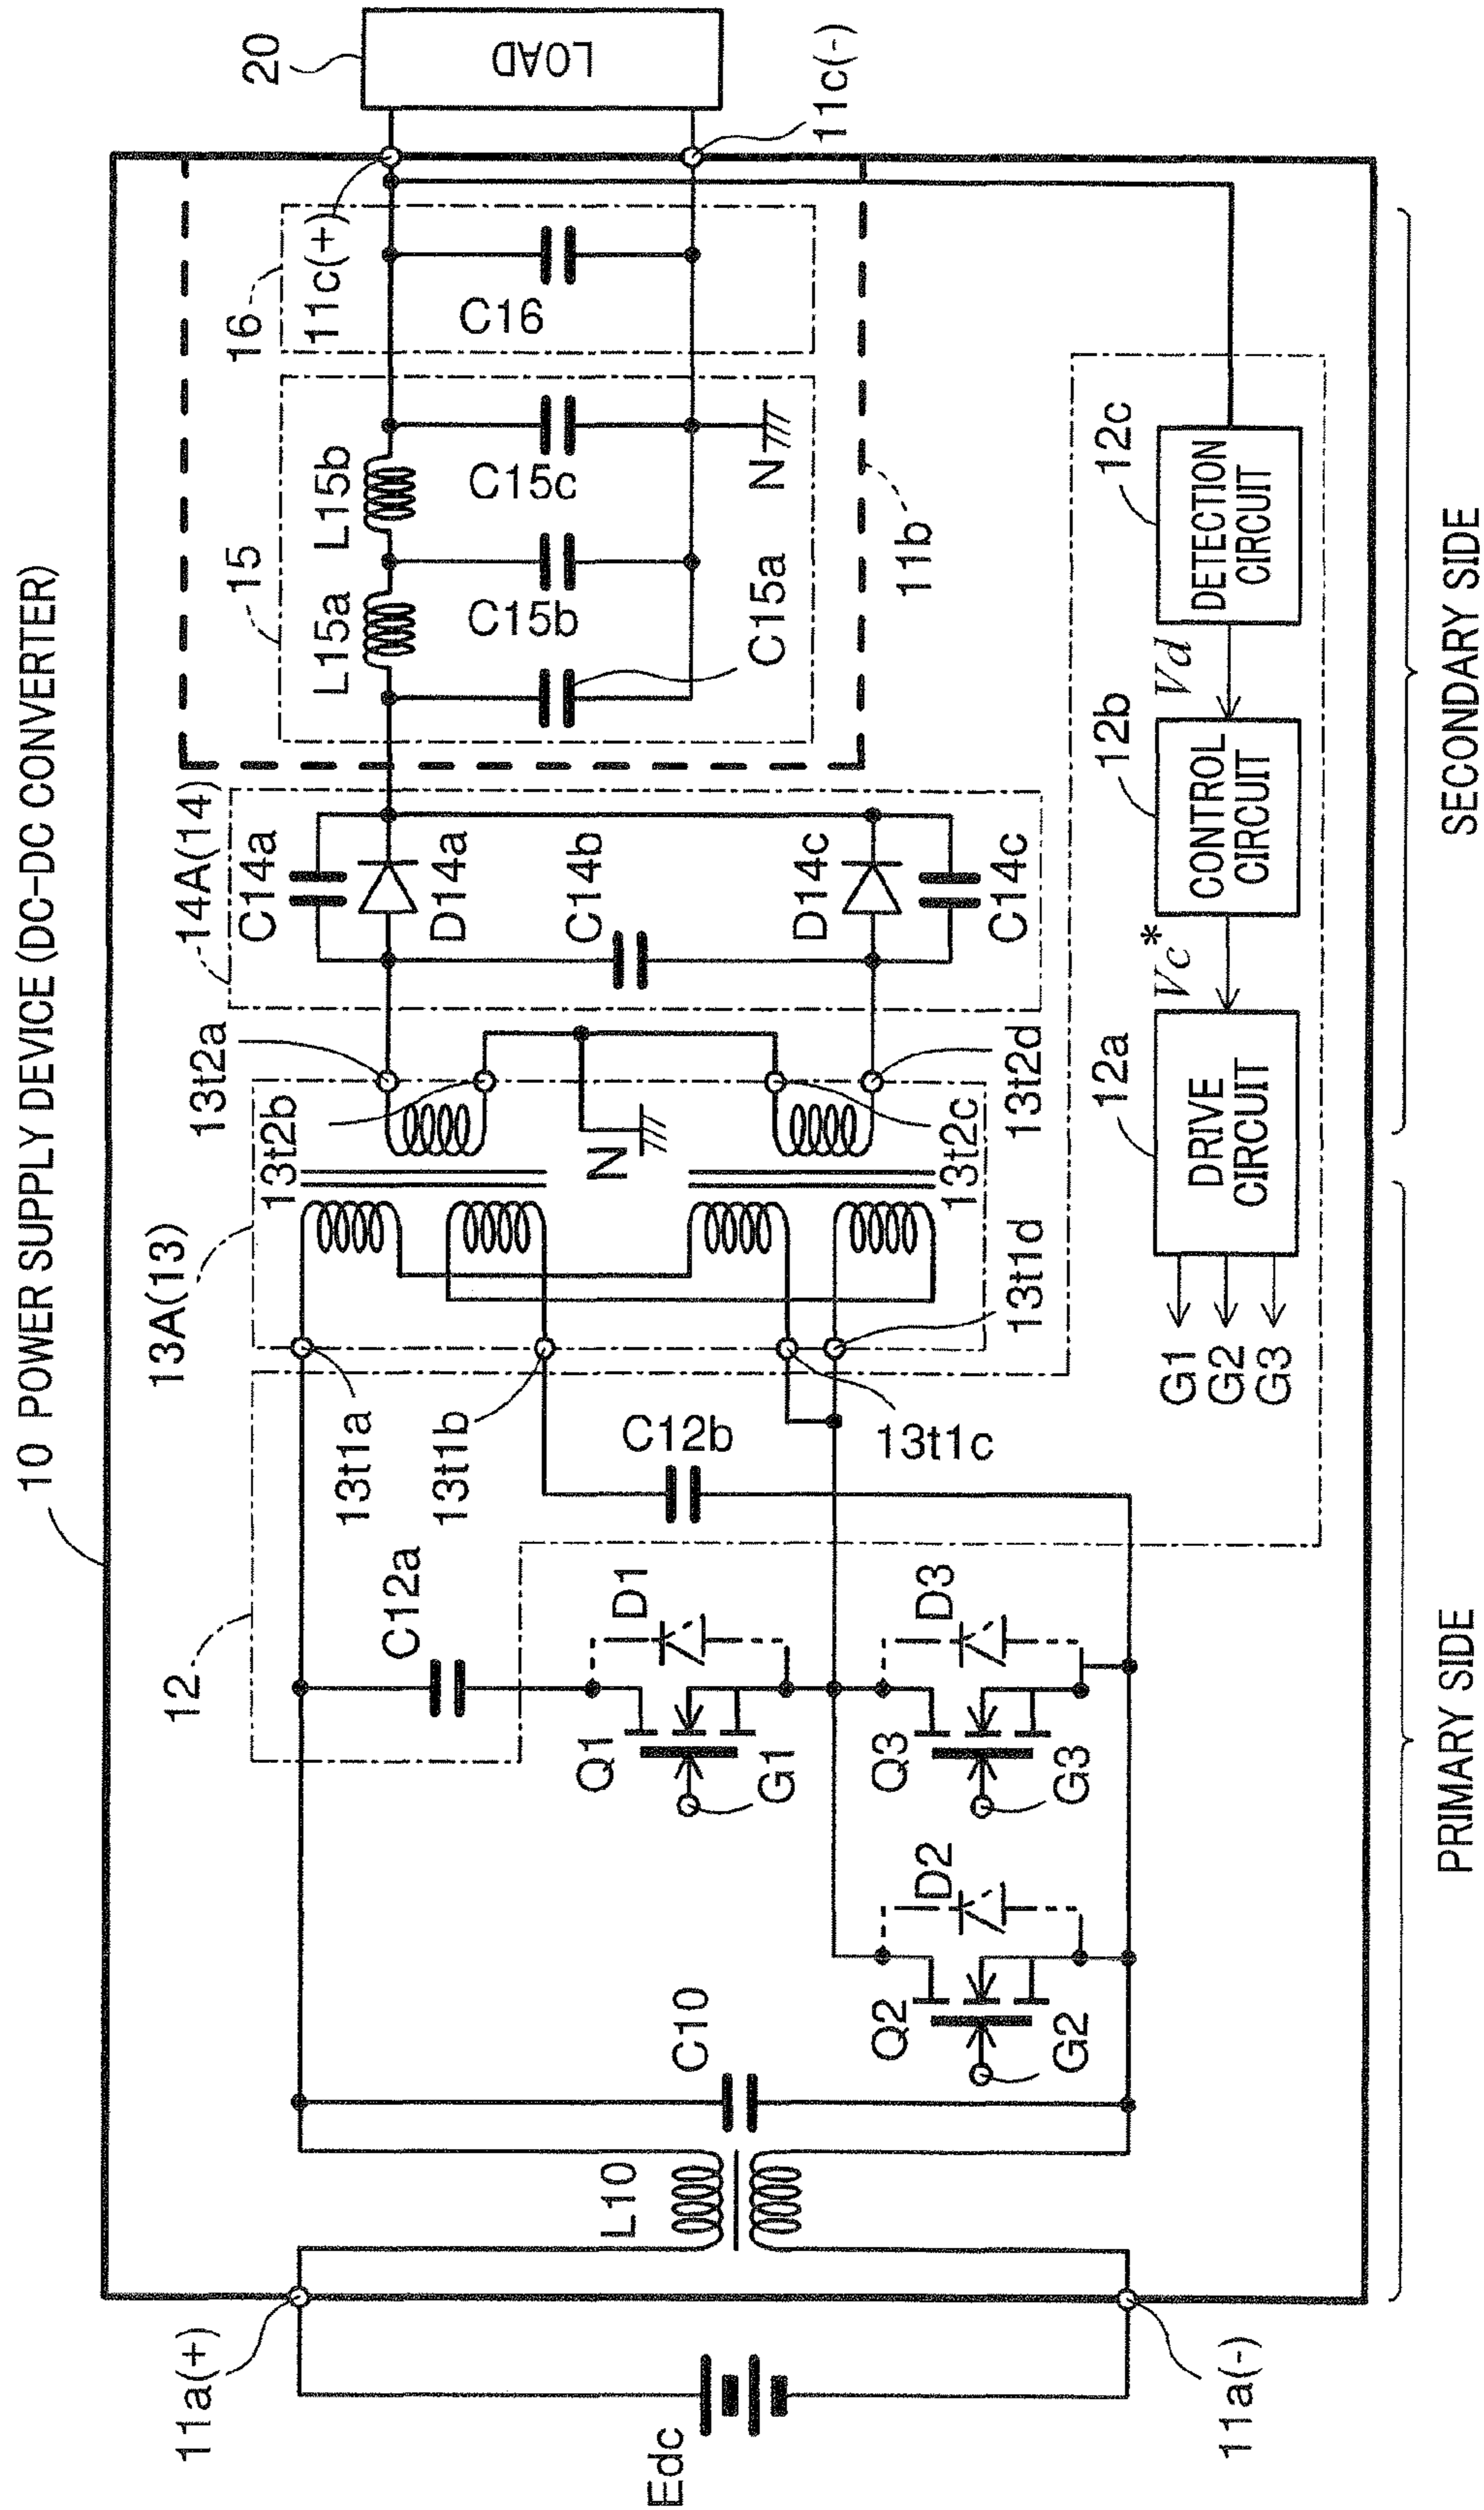 10 POWER SUPPLY DEVICE (DC-DC CONVERTER)
11a(+)
Edc
11a(-)
L10
C10
12
C12a
Q1
D1
G1
Q2
D2
G2
Q3
D3
G3
C12b
13t1a
13t1b
13t1c
13t1d
13A(13)
13t2a
13t2b
N
13t2c
13t2d
14A(14)
C14a
D14a
C14b
D14c
C14c
15
L15a
L15b
C15b
C15c
C15a
N
11b
16
11c(+)
C16
20
LOAD
11c(-)
G1
G2
G3
12a
DRIVE
CIRCUIT
Vc*
12b
CONTROL
CIRCUIT
Vd
12c
DETECTION
CIRCUIT
PRIMARY SIDE
SECONDARY SIDE